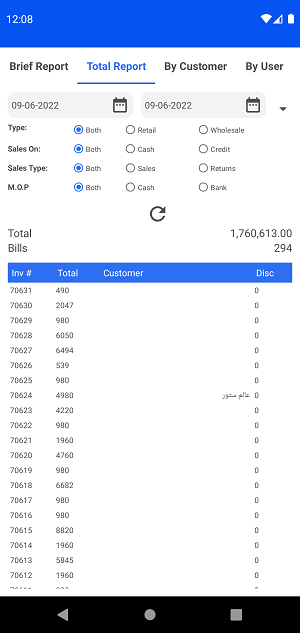 12:08
Brief Report Total Report By Customer By User
09-06-2022 09-06-2022
Type: Both Retail Wholesale
Sales On: Both Cash Credit
Sales Type: Both Sales Returns
M.O.P Both Cash Bank
Total 1,760,613.00
Bills 294
Inv # Total Customer Disc
70631 490 0
70630 2047 0
70629 980 0
70628 6050 0
70627 6494 0
70626 539 0
70625 980 0
70624 4980 عالم سدور 0
70623 4220 0
70622 980 0
70621 1960 0
70620 4760 0
70619 980 0
70618 6682 0
70617 980 0
70616 980 0
70615 8820 0
70614 1960 0
70613 5845 0
70612 1960 0